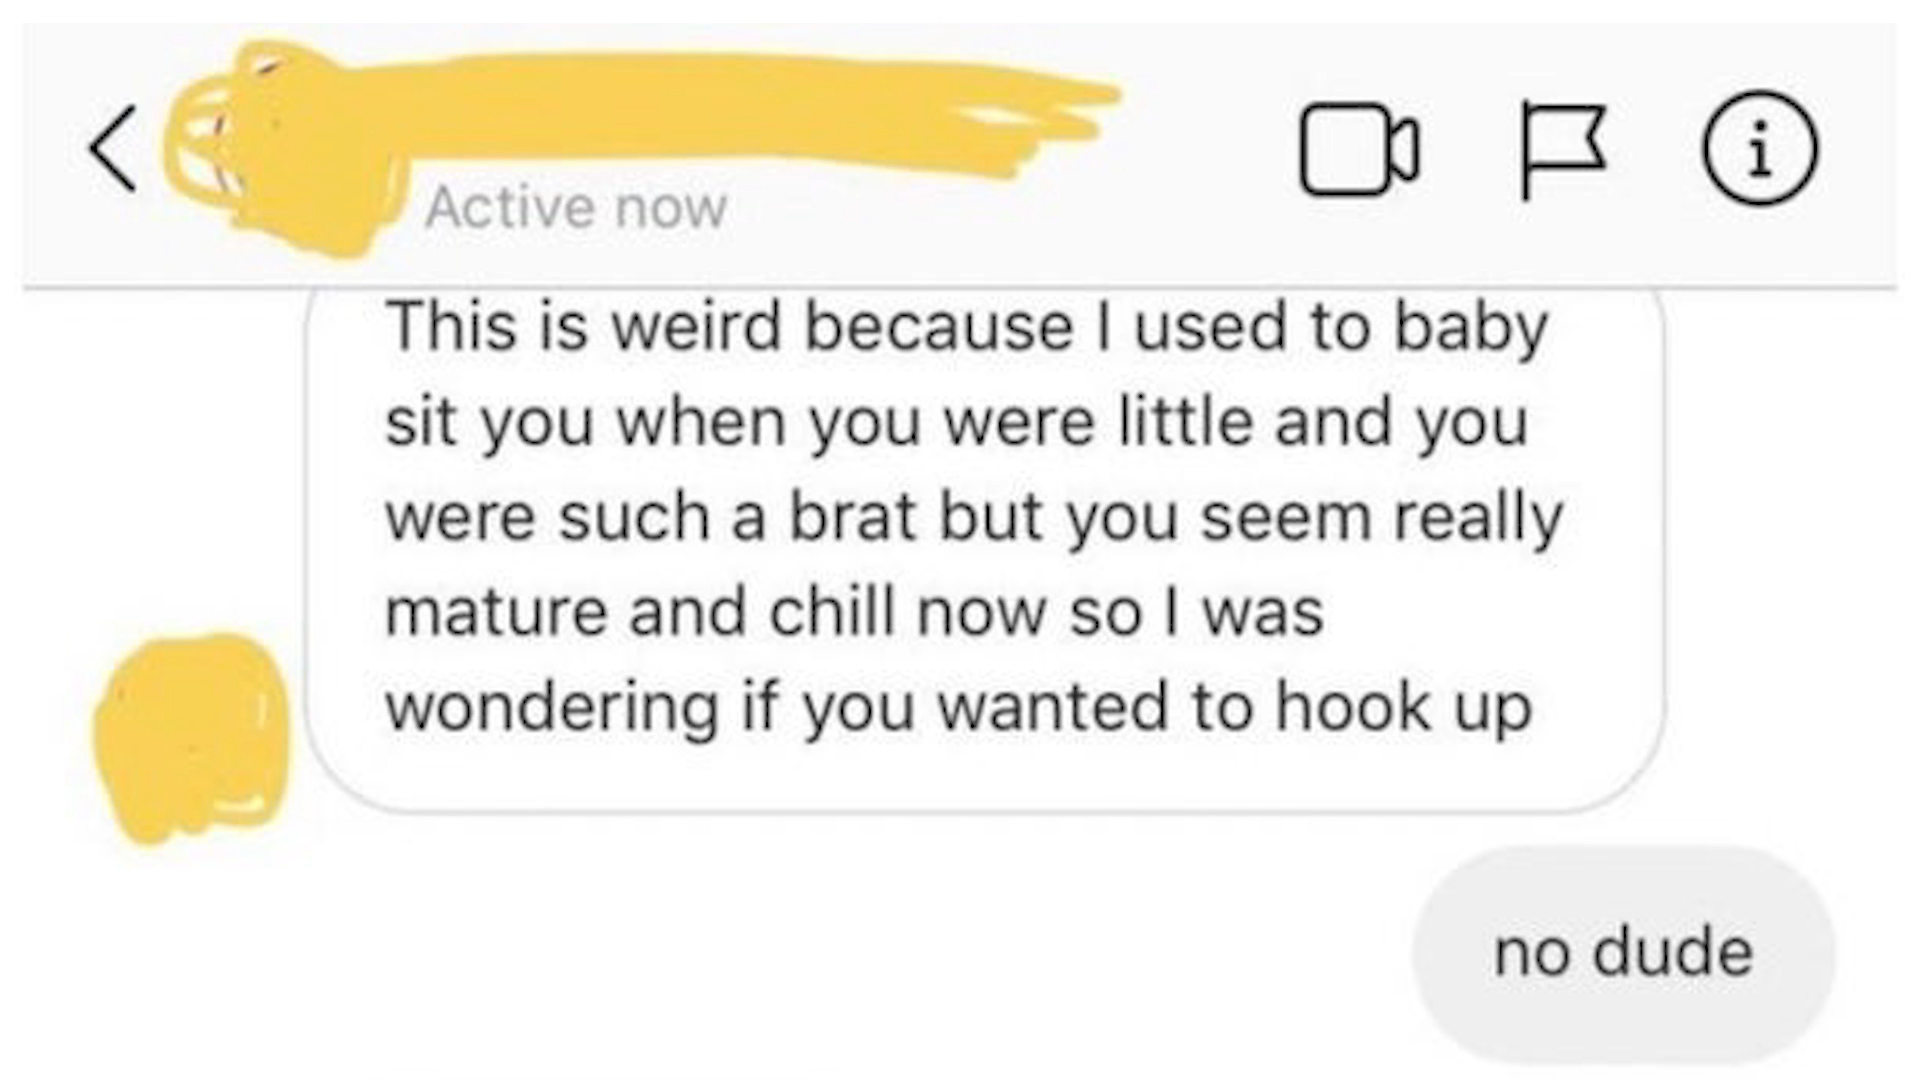 Active now
This is weird because I used to baby
sit you when you were little and you
were such a brat but you seem really
mature and chill now so I was
wondering if you wanted to hook up
no dude